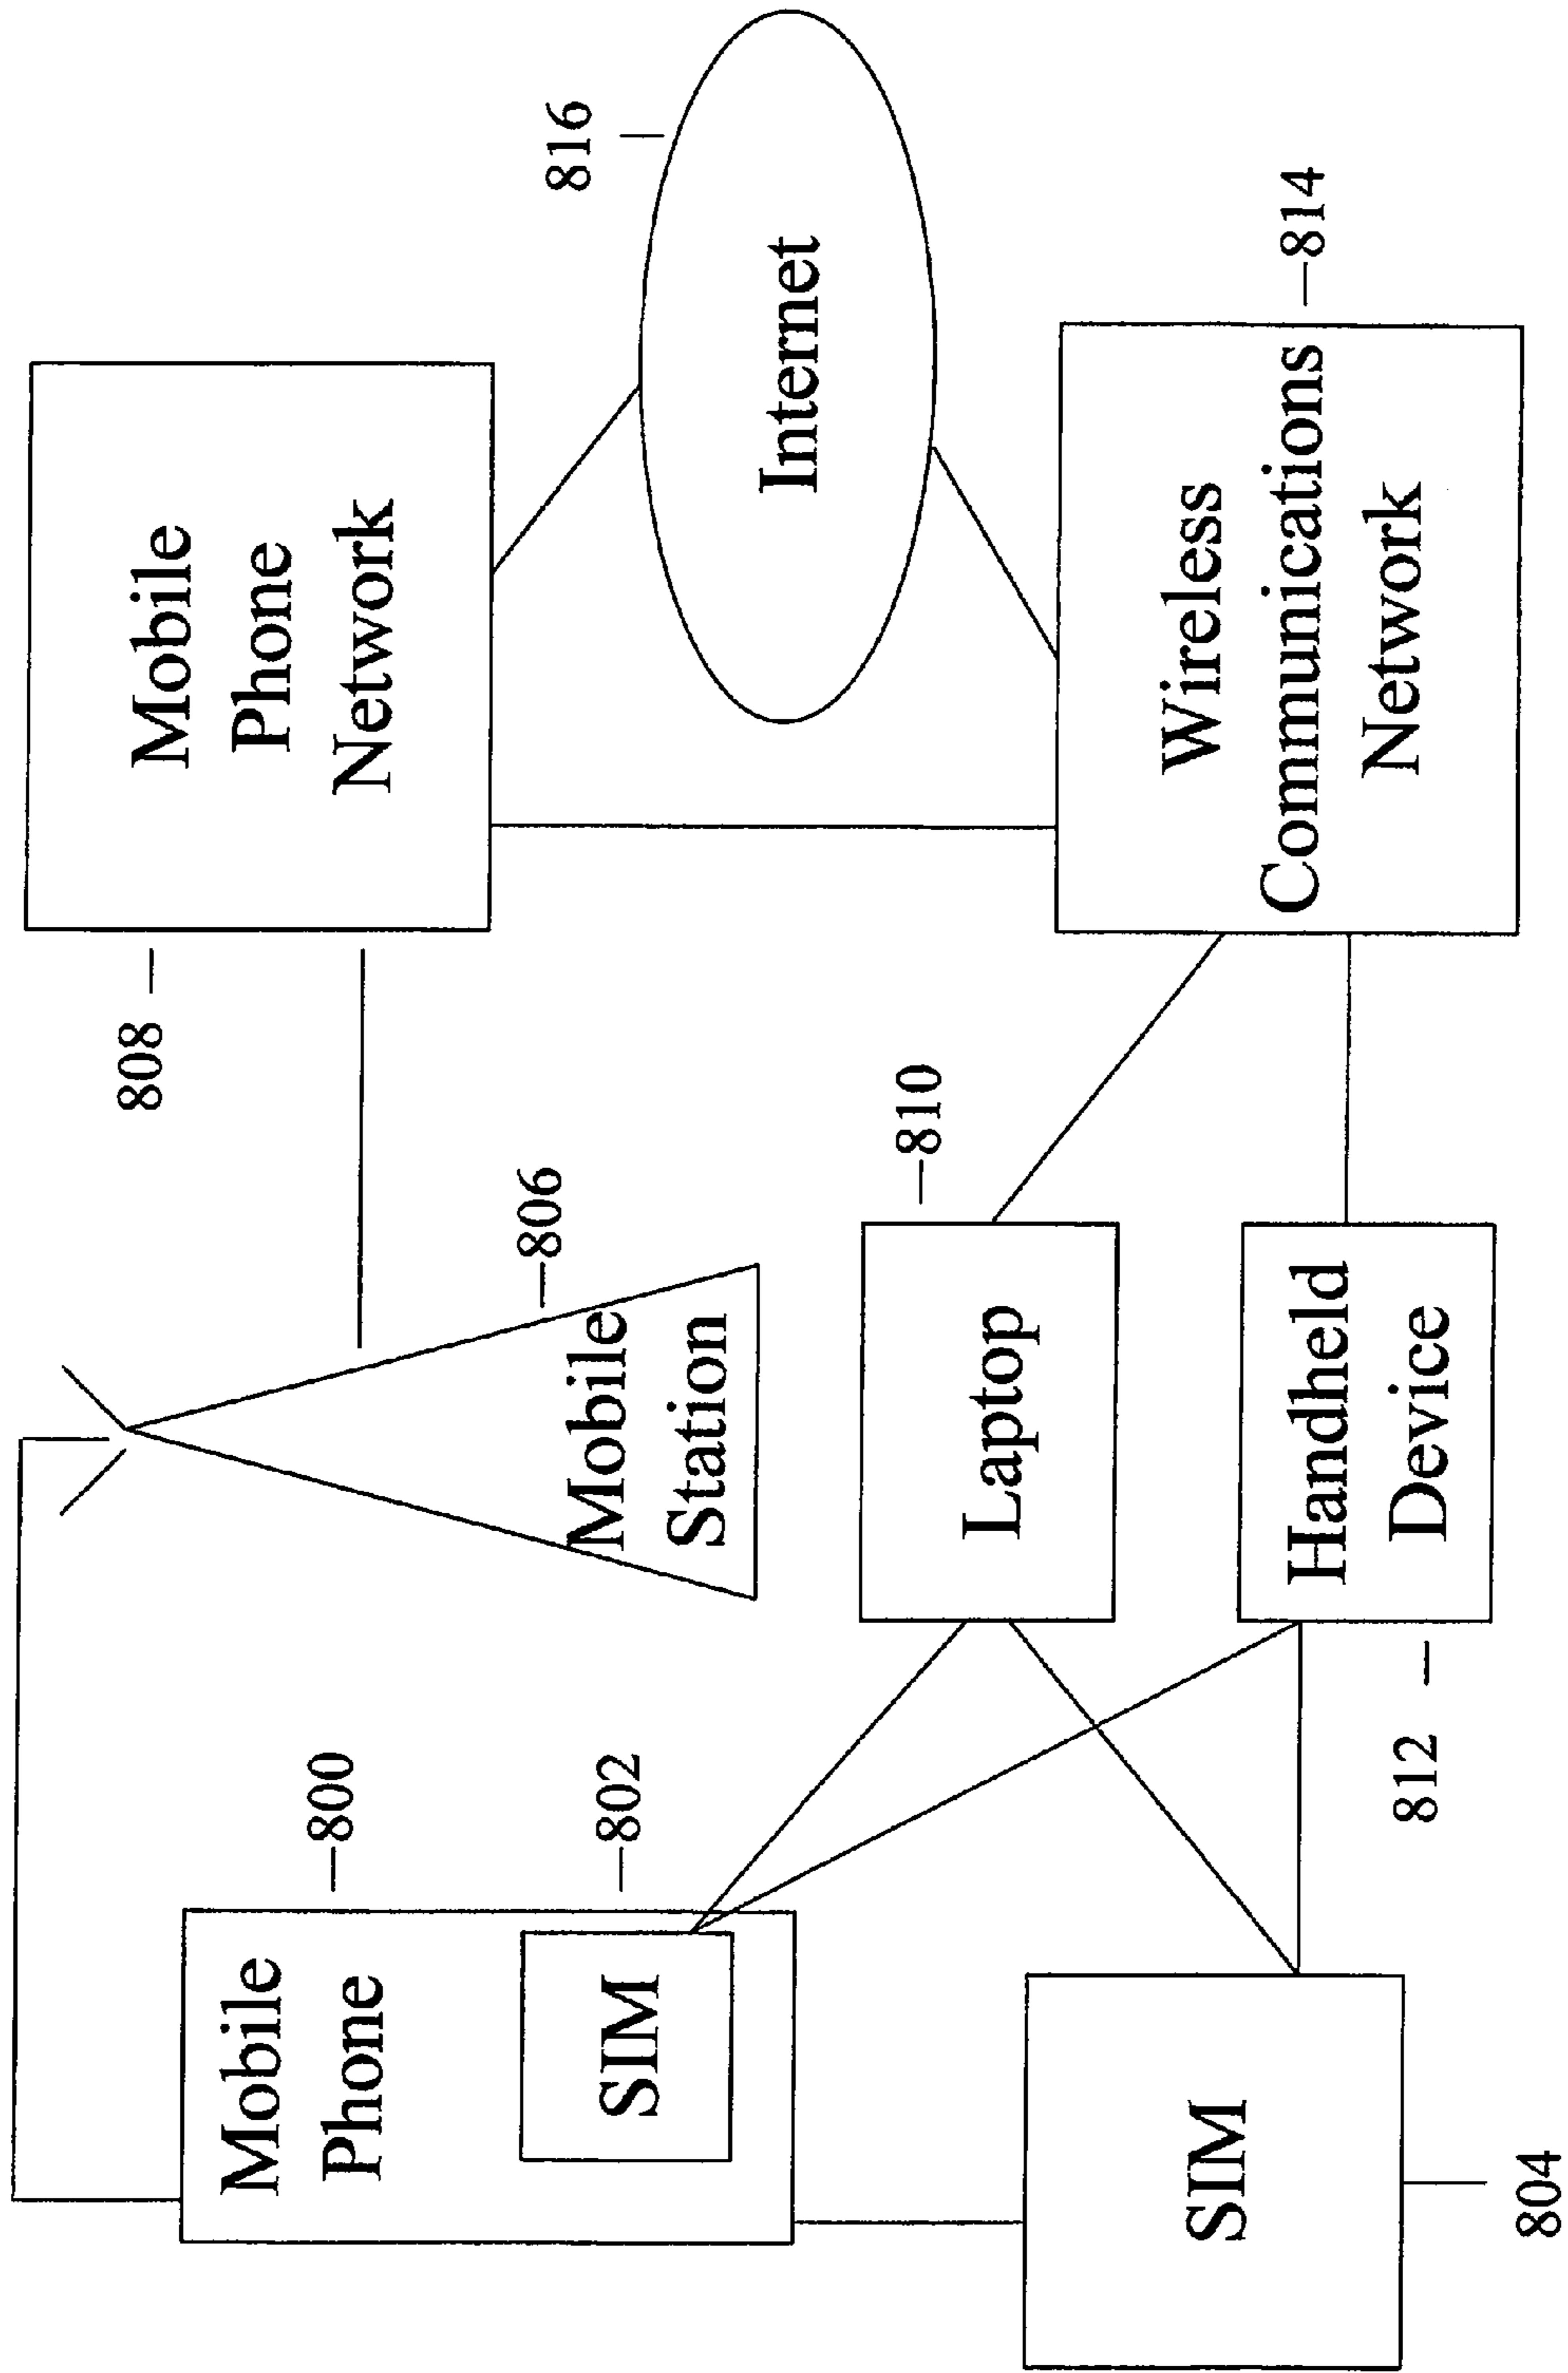 Mobile
Phone
–800
SIM
–802
SIM
804
Mobile
Station
–806
808 –
Mobile
Phone
Network
Laptop
–810
Handheld
Device
812 –
Internet
816
Wireless
Communications
Network
–814